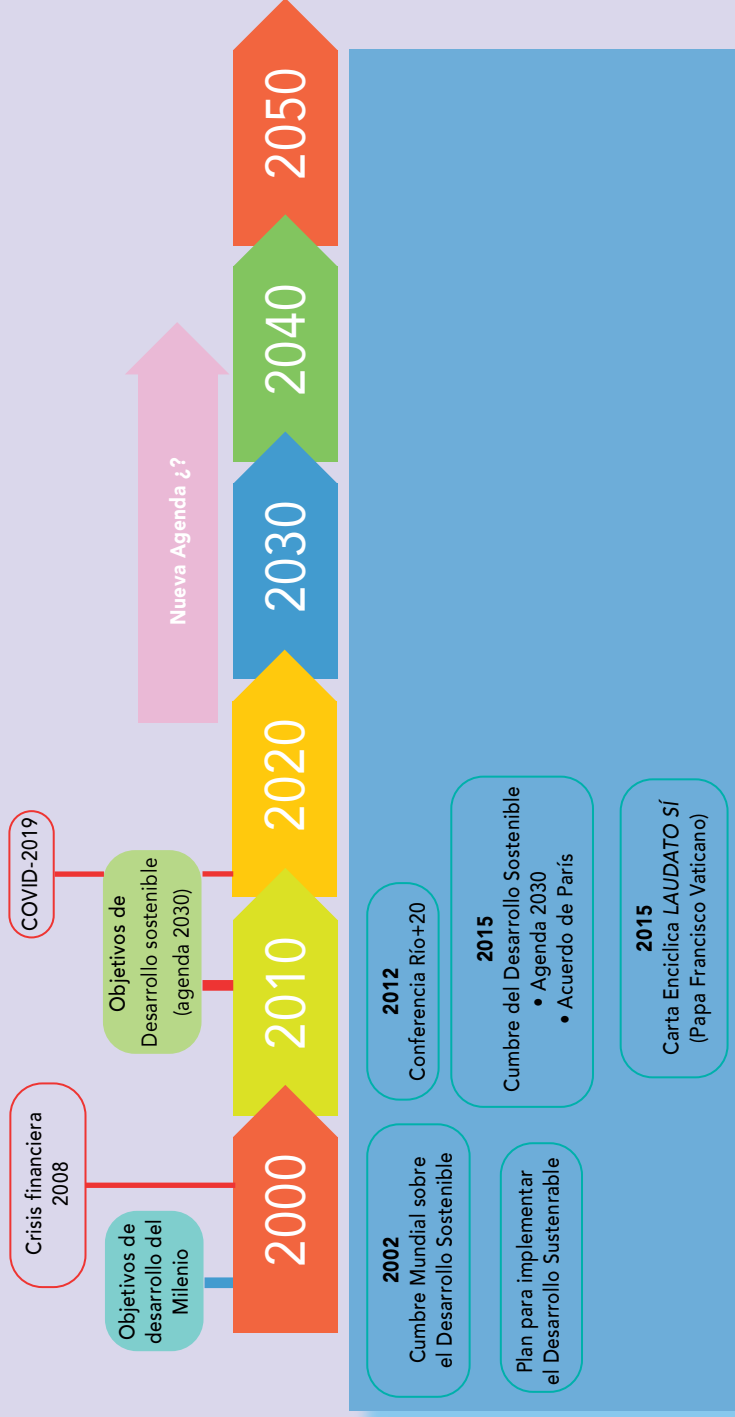 Crisis financiera
2008
COVID-2019
Objetivos de
desarrollo del
Milenio
Objetivos de
Desarrollo sostenible
(agenda 2030)
Nueva Agenda ¿?
2000
2010
2020
2030
2040
2050
2002
Cumbre Mundial sobre
el Desarrollo Sostenible
Plan para implementar
el Desarrollo Sustenrable
2012
Conferencia Río+20
2015
Cumbre del Desarrollo Sostenible
• Agenda 2030
• Acuerdo de París
2015
Carta Enciclica LAUDATO SÍ
(Papa Francisco Vaticano)